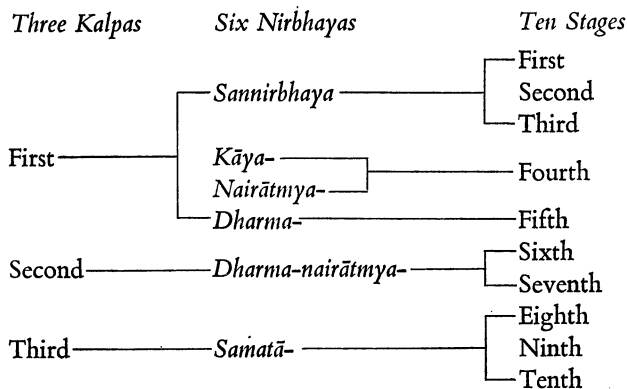 Three Kalpas Six Nirbhayas Ten Stages
First
Sannirbhaya Second
Third
Kāya-
First Fourth
Nairātmya-
Dharma- Fifth
Sixth
Second Dharma-nairātmya-
Seventh
Eighth
Third Samatā- Ninth
Tenth